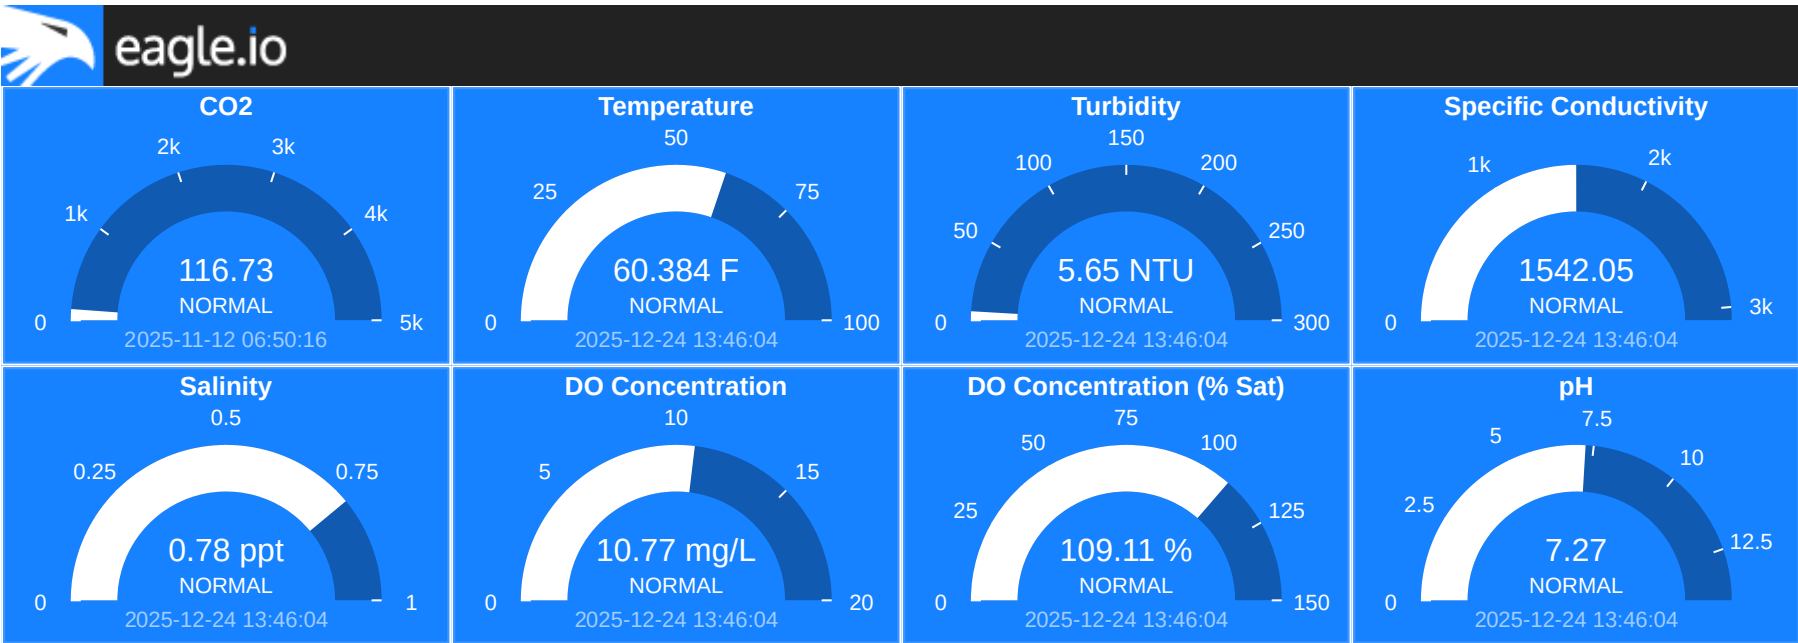 eagle.io
CO2
2k
3k
1k
4k
116.73
NORMAL
0
5k
2025-11-12 06:50:16
Temperature
50
25
75
60.384 F
NORMAL
0
100
2025-12-24 13:46:04
Turbidity
150
100
200
50
250
5.65 NTU
NORMAL
0
300
2025-12-24 13:46:04
Specific Conductivity
1k
2k
1542.05
NORMAL
0
3k
2025-12-24 13:46:04
Salinity
0.5
0.25
0.75
0.78 ppt
NORMAL
0
1
2025-12-24 13:46:04
DO Concentration
10
5
15
10.77 mg/L
NORMAL
0
20
2025-12-24 13:46:04
DO Concentration (% Sat)
75
50
100
25
125
109.11 %
NORMAL
0
150
2025-12-24 13:46:04
pH
7.5
5
10
2.5
12.5
7.27
NORMAL
0
2025-12-24 13:46:04